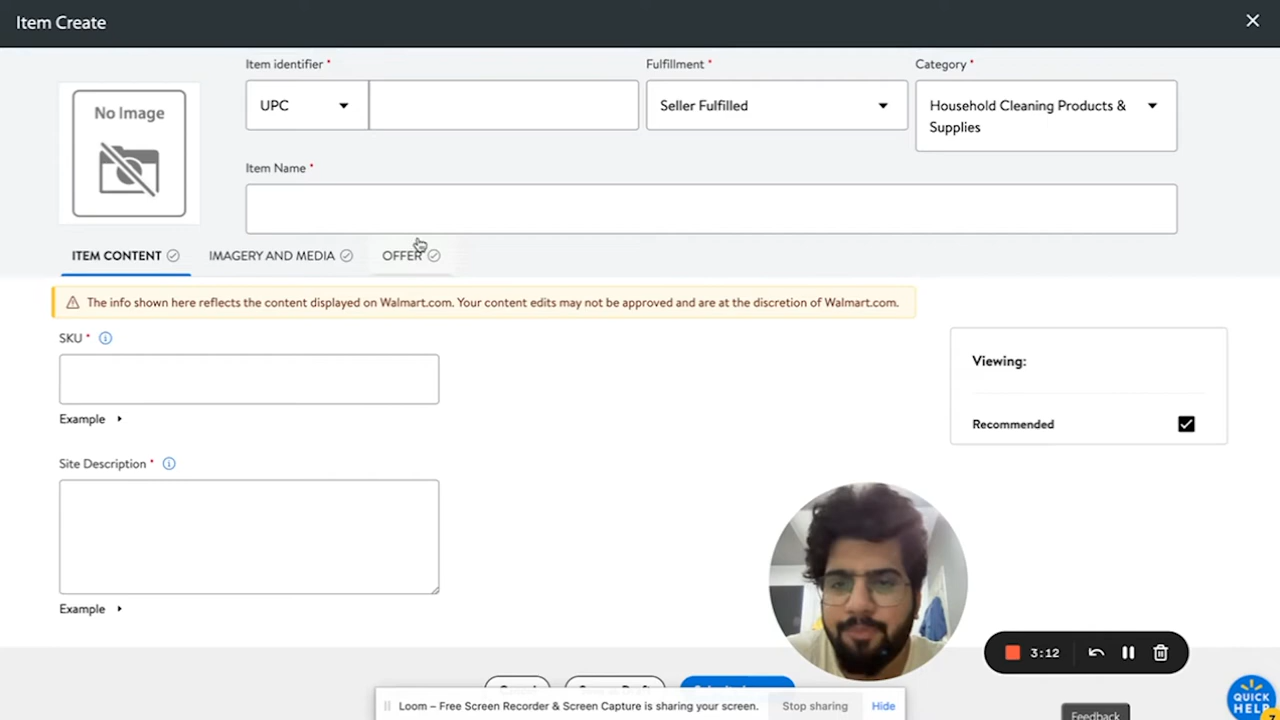 Item Create
Item identifier *
Fulfillment *
Category *
No Image
UPC
Seller Fulfilled
Household Cleaning Products &
Supplies
Item Name *
ITEM CONTENT
IMAGERY AND MEDIA
OFFER
The info shown here reflects the content displayed on Walmart.com. Your content edits may not be approved and are at the discretion of Walmart.com.
SKU *
Viewing:
Example
Recommended
Site Description *
Example
3:12
Loom – Free Screen Recorder & Screen Capture is sharing your screen.
Stop sharing
Hide
QUICK
HELP
Feedback